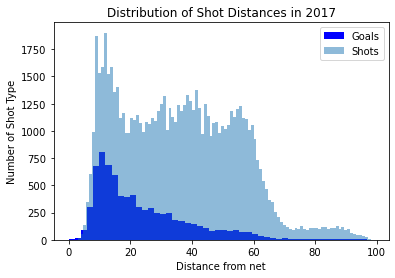 Distribution of Shot Distances in 2017
Goals
Shots
Number of Shot Type
1750
1500
1250
1000
750
500
250
0
0 20 40 60 80 100
Distance from net